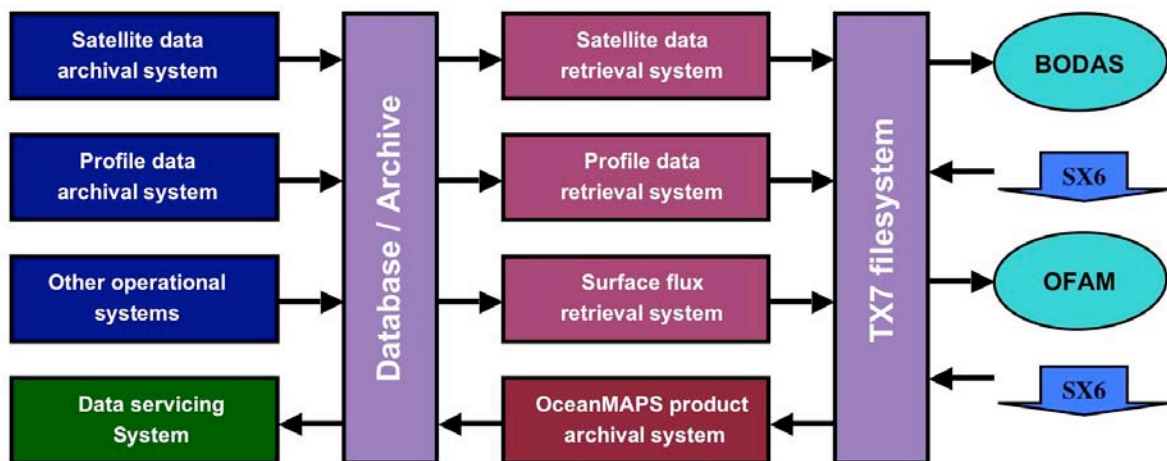 Satellite data
archival system
Profile data
archival system
Other operational
systems
Data servicing
System
Database / Archive
Satellite data
retrieval system
Profile data
retrieval system
Surface flux
retrieval system
OceanMAPS product
archival system
TX7 filesystem
BODAS
SX6
OFAM
SX6